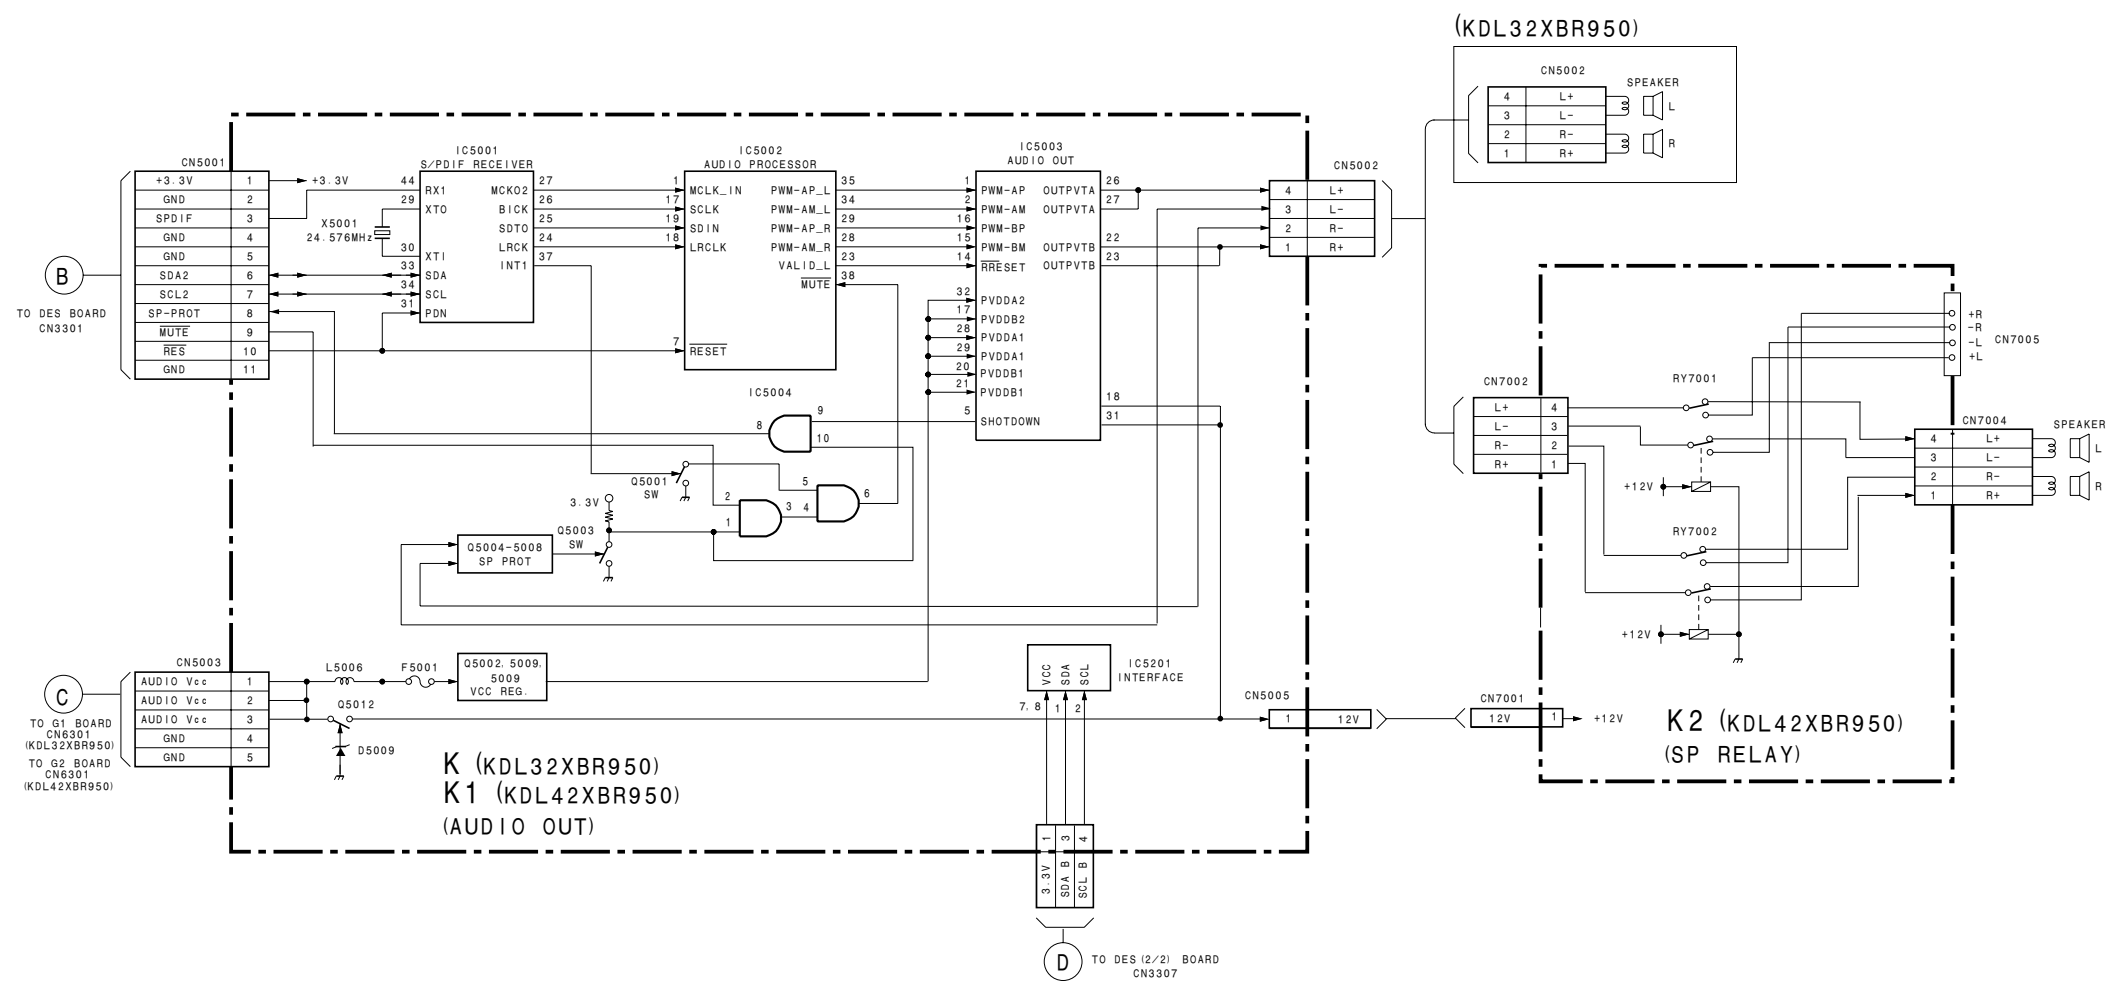 (KDL32XBR950)
CN5002
SPEAKER
4 L+
3 L-
2 R-
1 R+
L
R
CN5001
+3.3V 1
GND 2
SPDIF 3
GND 4
GND 5
SDA2 6
SCL2 7
SP-PROT 8
MUTE 9
RES 10
GND 11
+3.3V
B
TO DES BOARD
CN3301
X5001
24.576MHz
IC5001
S/PDIF RECEIVER
44 RX1
29 XTO
30 XTI
33 SDA
34 SCL
31 PDN
MCKO2 27
BICK 26
SDTO 25
LRCK 24
INT1 37
IC5002
AUDIO PROCESSOR
1 MCLK_IN
17 SCLK
19 SDIN
18 LRCLK
7 RESET
PWM-AP_L 35
PWM-AM_L 34
PWM-AP_R 29
PWM-AM_R 28
VALID_L 23
MUTE 38
IC5003
AUDIO OUT
1 PWM-AP
2 PWM-AM
16 PWM-BP
15 PWM-BM
14 RRESET
32 PVDDA2
17 PVDDB2
28 PVDDA1
29 PVDDA1
20 PVDDB1
21 PVDDB1
5 SHOTDOWN
OUTPVTA 26
OUTPVTA 27
OUTPVTB 22
OUTPVTB 23
18
31
CN5002
4 L+
3 L-
2 R-
1 R+
IC5004
8
9
10
Q5001
SW
2
1
3
4
5
6
3.3V
Q5003
SW
Q5004-5008
SP PROT
CN7005
+R
-R
-L
+L
CN7002
L+ 4
L- 3
R- 2
R+ 1
RY7001
+12V
RY7002
+12V
CN7004
4 L+
3 L-
2 R-
1 R+
SPEAKER
L
R
K2 (KDL42XBR950)
(SP RELAY)
CN5003
AUDIO Vcc 1
AUDIO Vcc 2
AUDIO Vcc 3
GND 4
GND 5
C
TO G1 BOARD
CN6301
(KDL32XBR950)
TO G2 BOARD
CN6301
(KDL42XBR950)
L5006
F5001
Q5002, 5009,
5009
VCC REG.
Q5012
D5009
K (KDL32XBR950)
K1 (KDL42XBR950)
(AUDIO OUT)
IC5201
INTERFACE
VCC
SDA
SCL
7,8
1
2
1 3.3V
3 SDA B
4 SCL B
D
TO DES(2/2) BOARD
CN3307
CN5005
1 12V
CN7001
12V 1
+12V